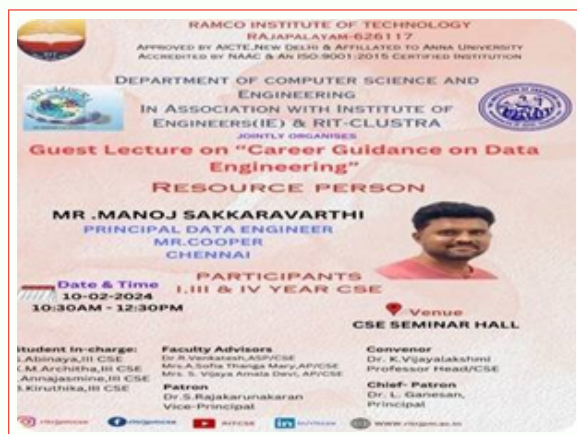 RAMCO INSTITUTE OF TECHNOLOGY
RAJAPALAYAM-626117
APPROVED BY AICTE,NEW DELHI & AFFILLATED TO ANNA UNIVERSITY
ACCREDITED BY NAAC & AN ISO:9001:2015 CERTIFIED INSTITUTION
DEPARTMENT OF COMPUTER SCIENCE AND
ENGINEERING
IN ASSOCIATION WITH INSTITUTE OF
ENGINEERS(IE) & RIT-CLUSTRA
JOINTLY ORGANISES
Guest Lecture on “Career Guidance on Data
Engineering”
RESOURCE PERSON
MR .MANOJ SAKKARAVARTHI
PRINCIPAL DATA ENGINEER
MR.COOPER
CHENNAI
PARTICIPANTS
I,III & IV YEAR CSE
Date & Time
10-02-2024
10:30AM - 12:30PM
Venue
CSE SEMINAR HALL
Student In-charge:
.Abinaya,III CSE
K.M.Architha,III CSE
.Annajasmine,III CSE
B.Kiruthika,III CSE
Faculty Advisors
Dr.R.Venkatesh,ASP/CSE
Mrs.A.Sofia Thanga Mary,AP/CSE
Mrs. S. Vijaya Amala Devi, AP/CSE
Patron
Dr.S.Rajakarunakaran
Vice-Principal
Convenor
Dr. K.Vijayalakshmi
Professor Head/CSE
Chief- Patron
Dr. L. Ganesan,
Principal
ritrjpm.ac.in